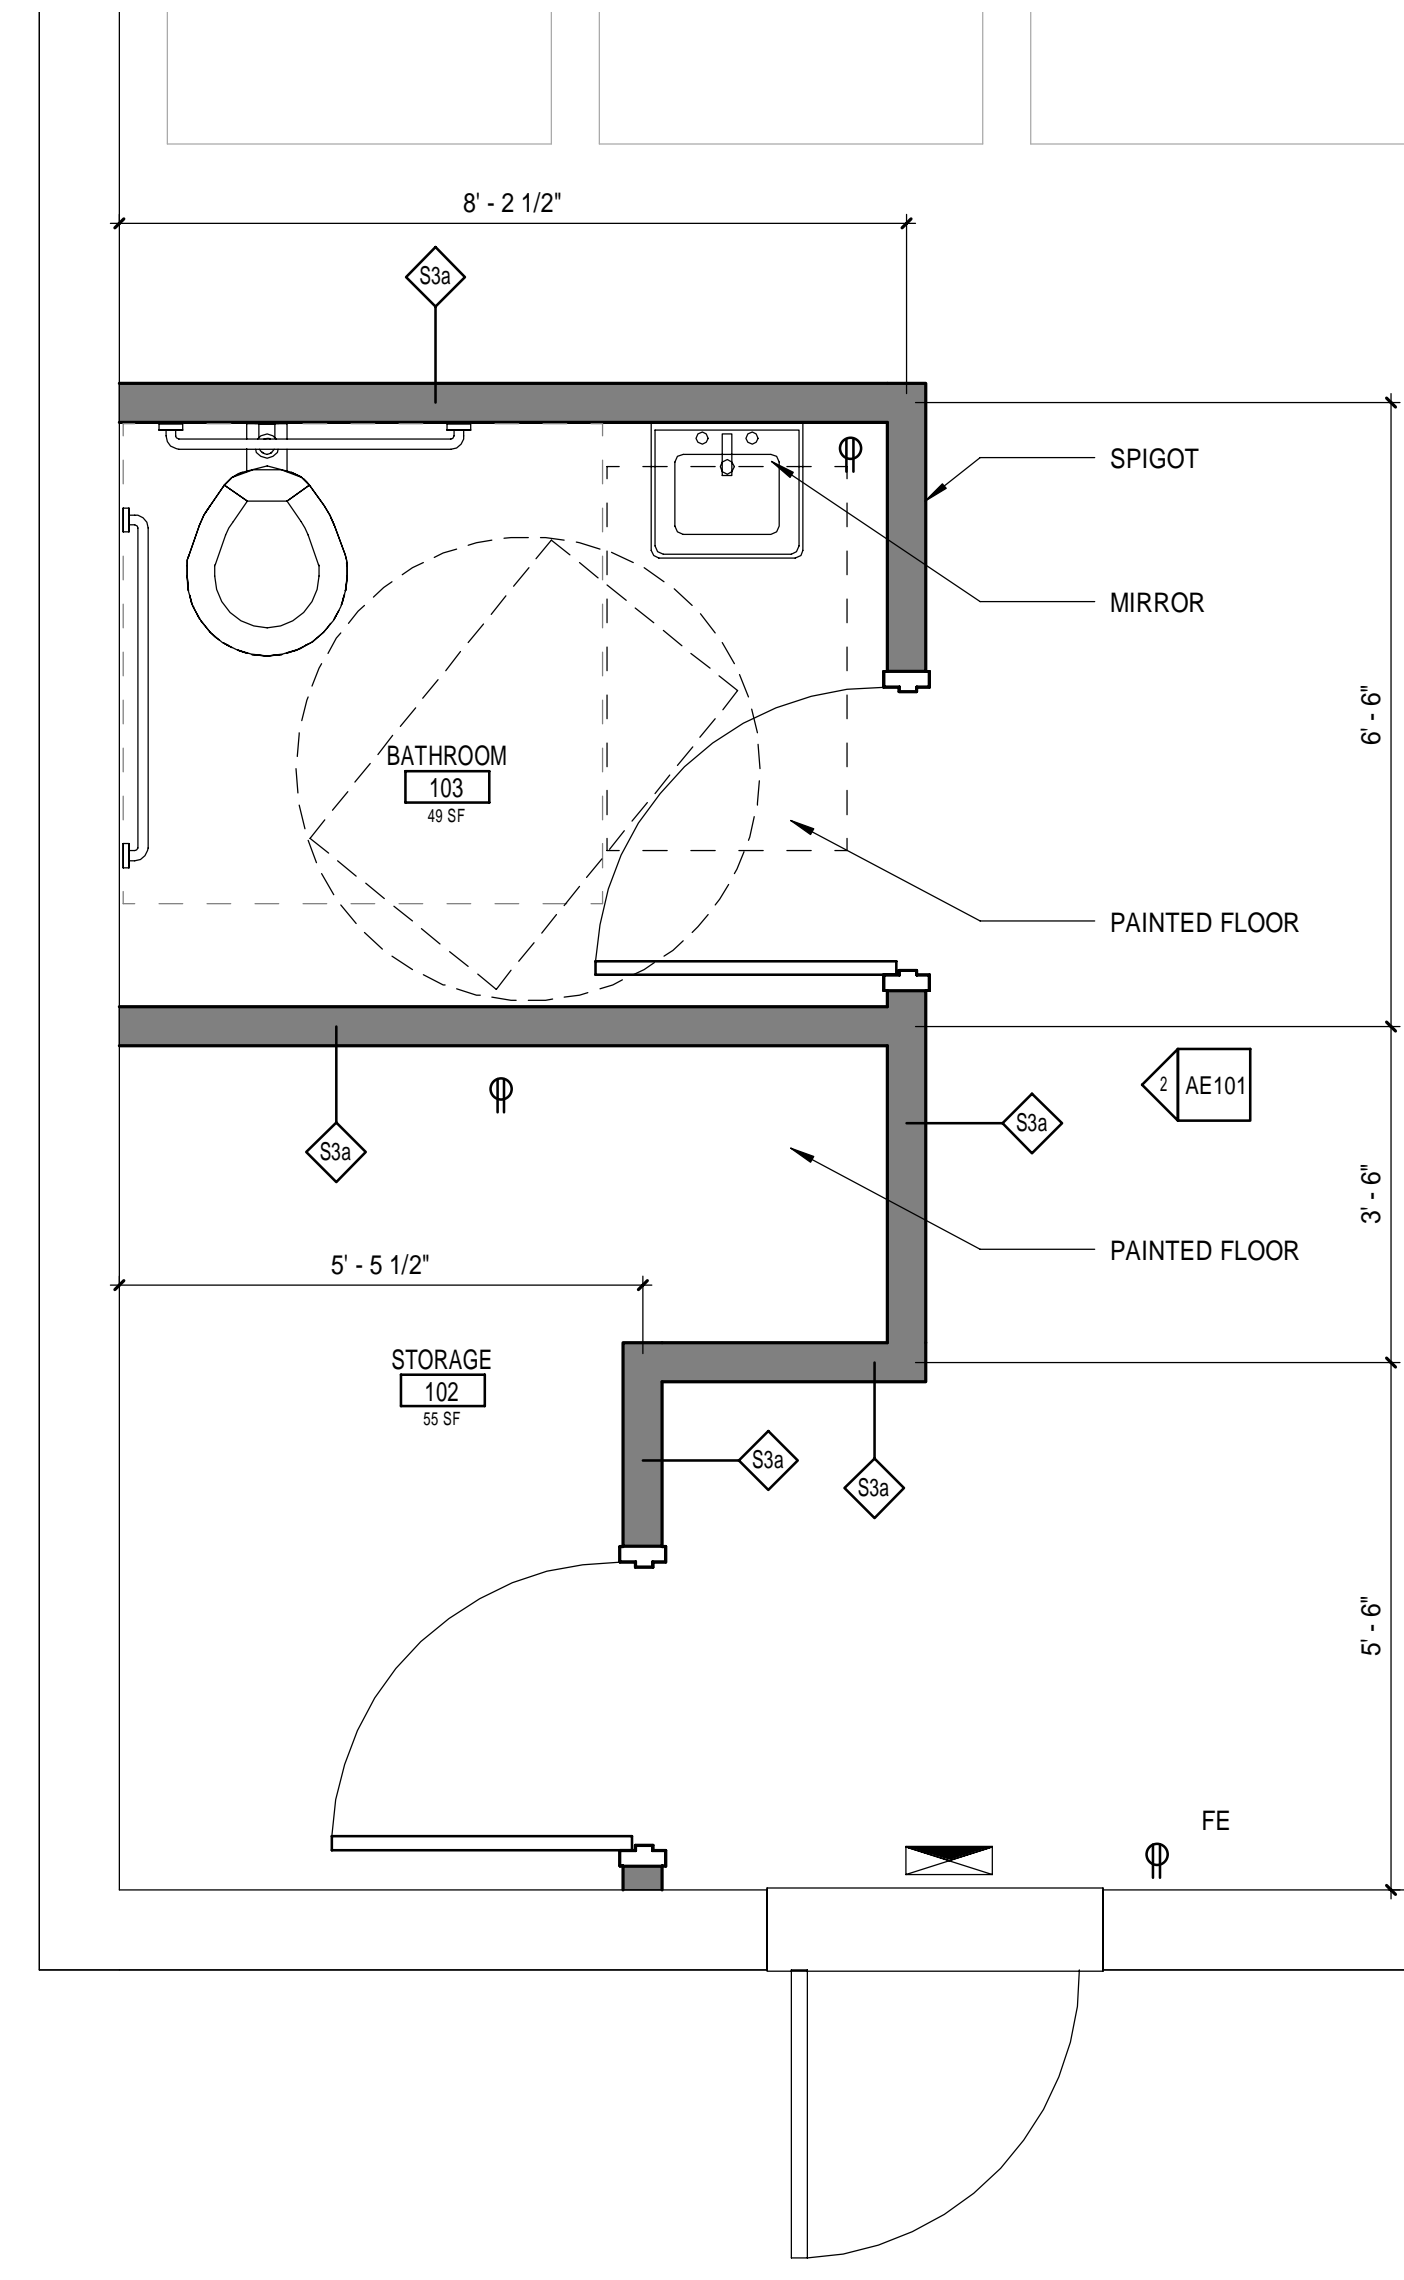 8' - 2 1/2"
S3a
SPIGOT
MIRROR
6' - 6"
BATHROOM
103
49 SF
PAINTED FLOOR
2 AE101
S3a
S3a
3' - 6"
PAINTED FLOOR
5' - 5 1/2"
STORAGE
102
55 SF
S3a
S3a
5' - 6"
FE